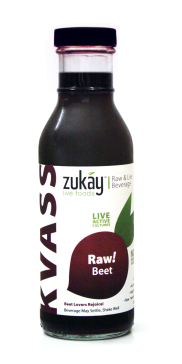 KVASS
zukay
live foods
Raw & Live
Beverage
LIVE
ACTIVE
CULTURES
Raw!
Beet
Beet Lovers Rejoice!
Beverage May Settle, Shake Well